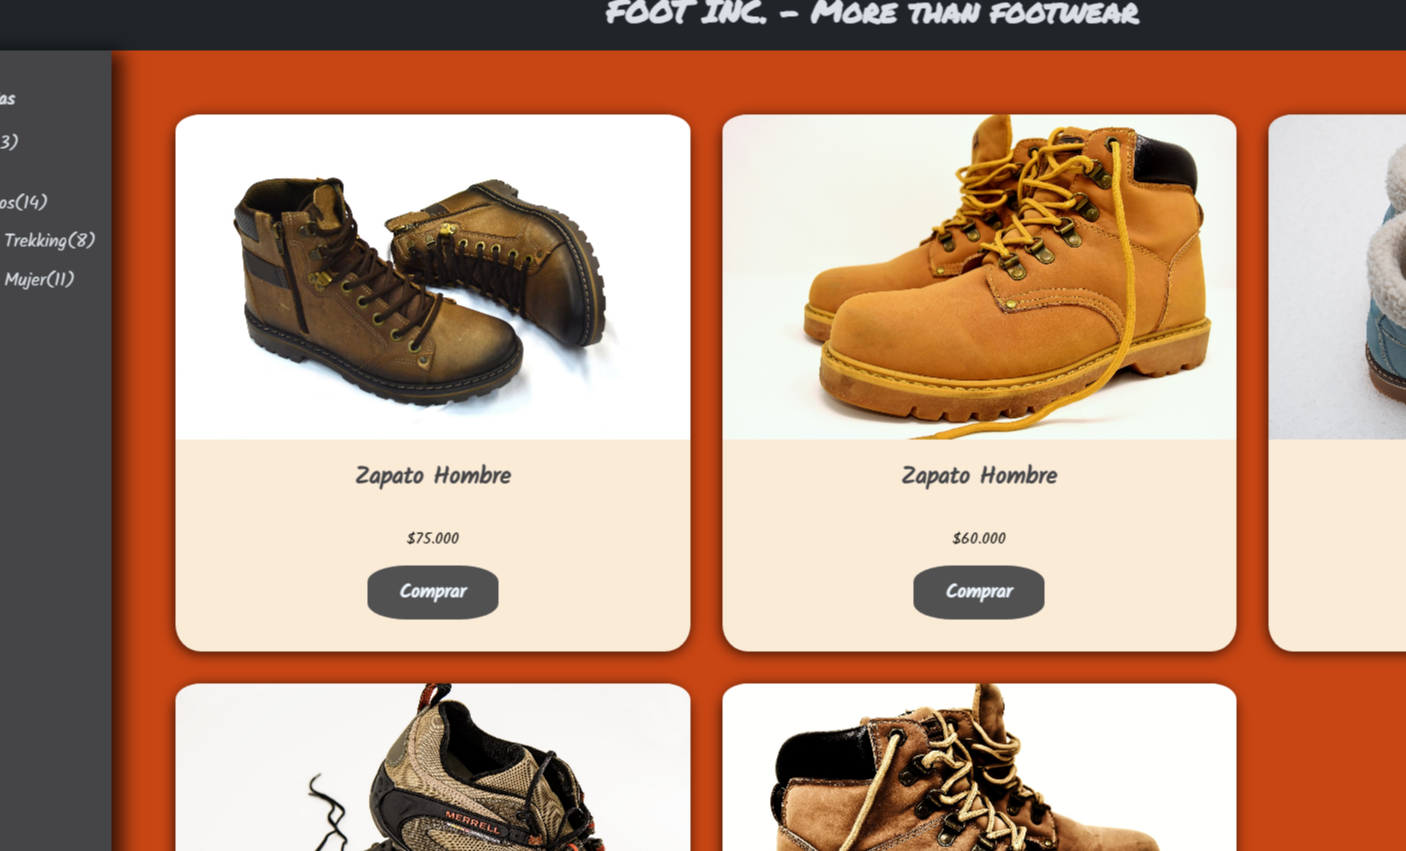 FOOT INC. - More than footwear
as
3)
os(14)
Trekking(8)
Mujer(11)
Zapato Hombre
$75.000
Comprar
Zapato Hombre
$60.000
Comprar
MERRELL